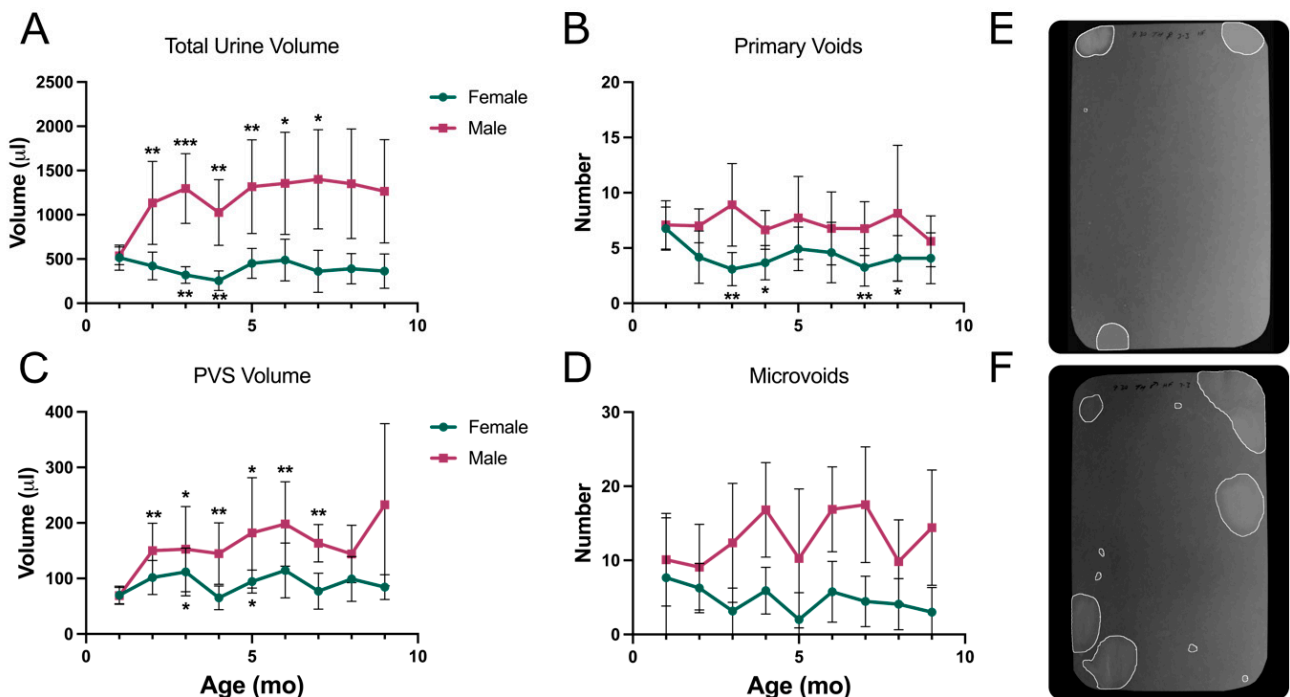 A
Total Urine Volume
Volume (µl)
2500
2000
1500
1000
500
0
0
5
10
** *** ** ** * *
** **
Female
Male
B
Primary Voids
Number
20
15
10
5
0
0
5
10
** * ** *
C
PVS Volume
Volume (µl)
400
300
200
100
0
0
5
10
Age (mo)
** * ** * ** **
* *
Female
Male
D
Microvoids
Number
30
20
10
0
0
5
10
Age (mo)
E
F